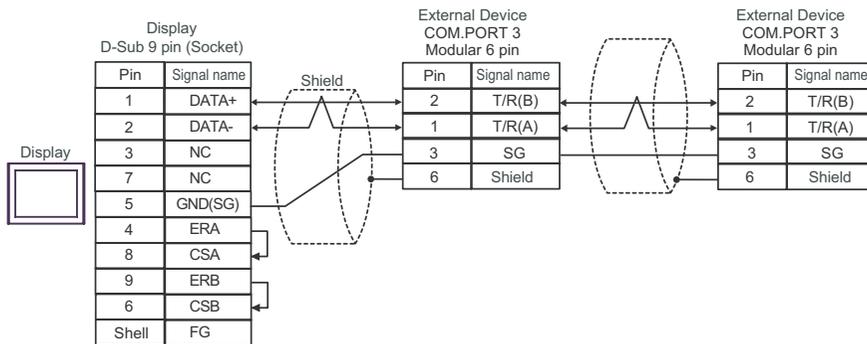 Display
D-Sub 9 pin (Socket)
External Device
COM.PORT 3
Modular 6 pin
External Device
COM.PORT 3
Modular 6 pin
Pin Signal name
Shield
Pin Signal name
Pin Signal name
1 DATA+
2 T/R(B)
2 T/R(B)
2 DATA-
1 T/R(A)
1 T/R(A)
Display
3 NC
3 SG
3 SG
7 NC
6 Shield
6 Shield
5 GND(SG)
4 ERA
8 CSA
9 ERB
6 CSB
Shell FG